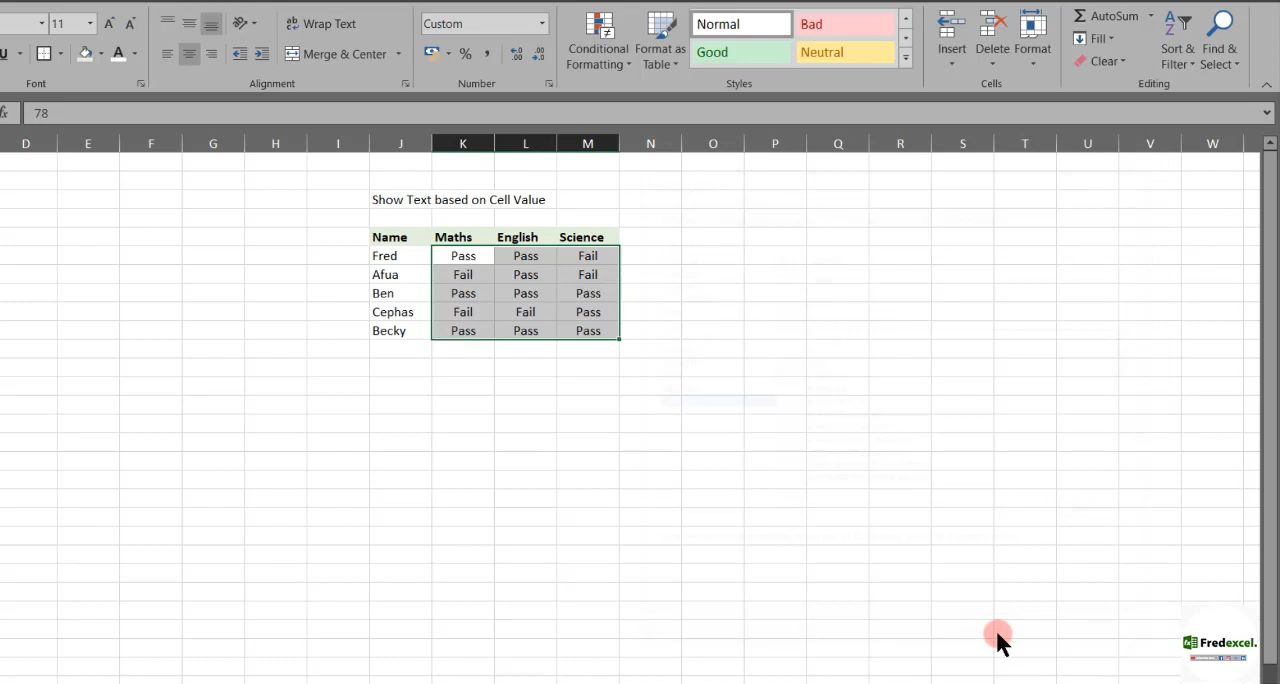 11 A A Wrap Text Custom Normal Bad AutoSum
U A Merge & Center % , Conditional Formatting Format as Table Good Neutral Insert Delete Format Fill Sort & Filter Find & Select
Clear
Font Alignment Number Styles Cells Editing
fx 78
D E F G H I J K L M N O P Q R S T U V W
Show Text based on Cell Value
Name Maths English Science
Fred Pass Pass Fail
Afua Fail Pass Fail
Ben Pass Pass Pass
Cephas Fail Fail Pass
Becky Pass Pass Pass
Fredexcel.